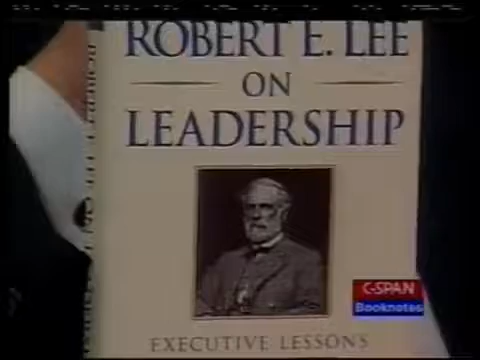 ROBERT E. LEE
ON
LEADERSHIP
EXECUTIVE LESSONS
C-SPAN
Booknotes